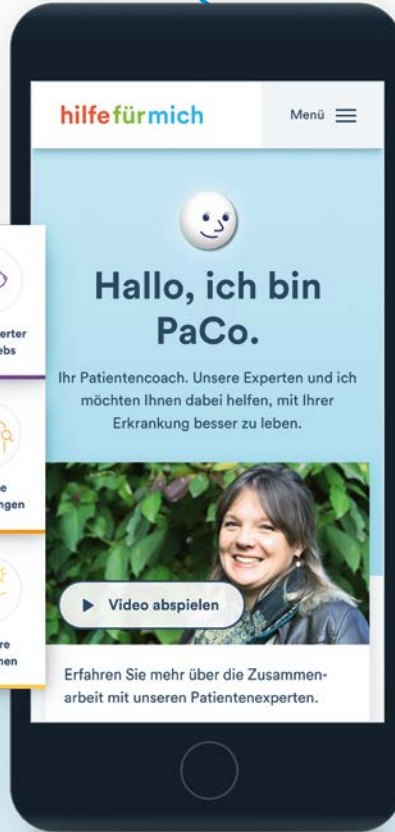 hilfefürmich
Menü
Hallo, ich bin
PaCo.
Ihr Patientencoach. Unsere Experten und ich
möchten Ihnen dabei helfen, mit Ihrer
Erkrankung besser zu leben.
Video abspielen
Erfahren Sie mehr über die Zusammen-
arbeit mit unseren Patientenexperten.